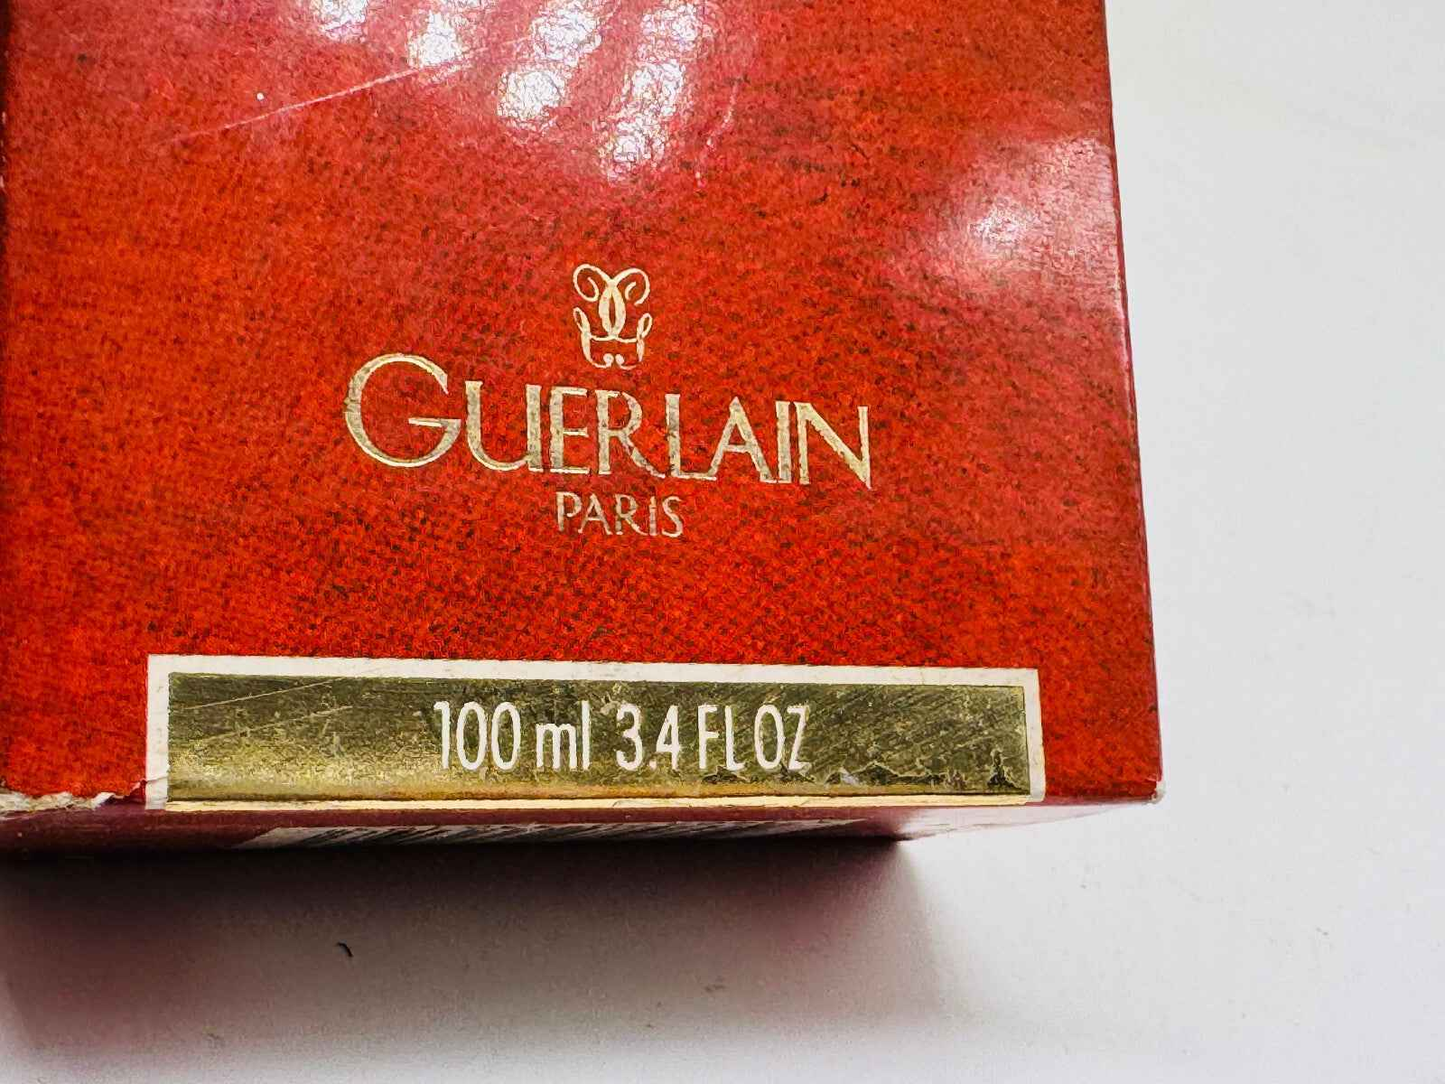 GUERLAIN
PARIS
100 ml 3.4 FL OZ